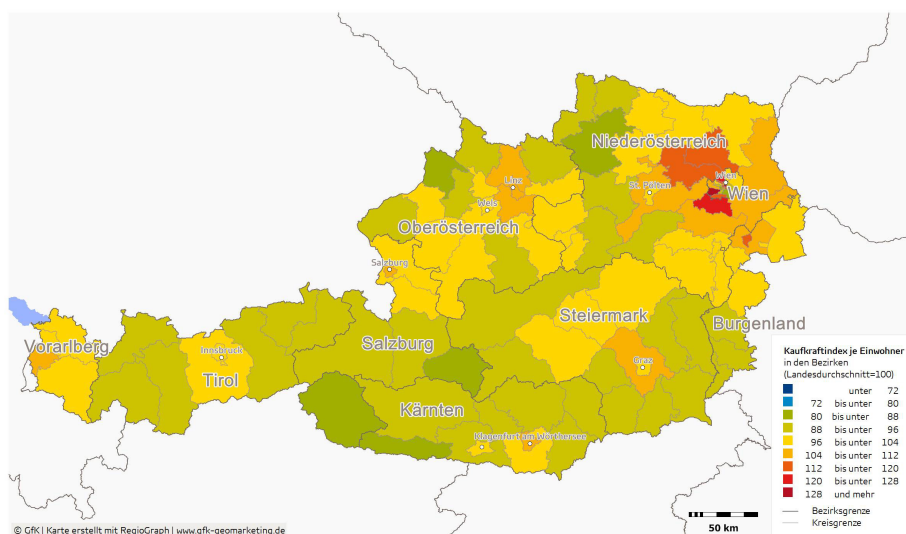 Niederösterreich
Wien
Linz
St. Pölten
Wien
Wels
Oberösterreich
Salzburg
Steiermark
Burgenland
Vorarlberg
Innsbruck
Salzburg
Graz
Tirol
Kärnten
Klagenfurt am Wörthersee
Kaufkraftindex je Einwohner
in den Bezirken
(Landesdurchschnitt=100)
unter 72
72 bis unter 80
80 bis unter 88
88 bis unter 96
96 bis unter 104
104 bis unter 112
112 bis unter 120
120 bis unter 128
128 und mehr
Bezirksgrenze
Kreisgrenze
50 km
© GfK | Karte erstellt mit RegioGraph | www.gfk-geomarketing.de